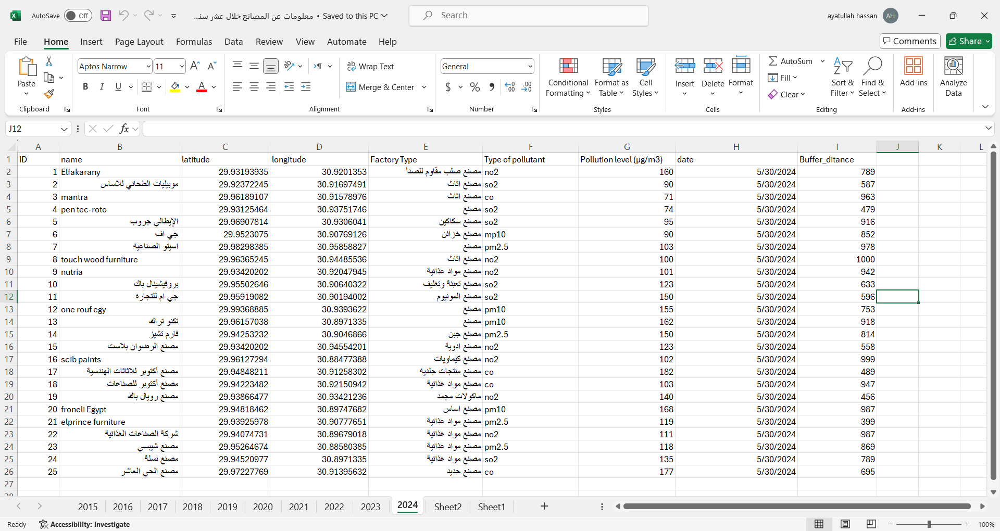 AutoSave Off معلومات عن المصانع خلال عشر سنـ... • Saved to this PC Search ayatullah hassan AH
File Home Insert Page Layout Formulas Data Review View Automate Help Comments Share
Paste
Clipboard
Aptos Narrow 11 A A
B I U A
Font
Wrap Text
Merge & Center
Alignment
General
$ % 9 .00
Number
Conditional Formatting Format as Table Cell Styles
Styles
Insert Delete Format
Cells
AutoSum
Fill
Clear
Sort & Filter Find & Select
Editing
Add-ins
Add-ins
Analyze Data
J12 fx
A B C D E F G H I J K L
1 ID name latitude longitude Factory Type Type of pollutant Pollution level (µg/m3) date Buffer_ditance
2 1 Elfakarany 29.93193935 30.9201353 مصنع صلب مقاوم للصدأ no2 160 5/30/2024 789
3 2 موبيليات الطحاني للاساس 29.92372245 30.91697491 مصنع اثاث so2 90 5/30/2024 587
4 3 mantra 29.96189107 30.91578976 مصنع اثاث co 71 5/30/2024 963
5 4 pen tec-roto 29.93125464 30.93751746 مصنع so2 74 5/30/2024 479
6 5 الإيطالي جروب 29.96907814 30.9306041 مصنع سكاكين so2 95 5/30/2024 916
7 6 جي اف 29.9523075 30.90769126 مصنع خزائن mp10 90 5/30/2024 852
8 7 اسيتو الصناعيه 29.98298385 30.95858827 مصنع pm2.5 103 5/30/2024 978
9 8 touch wood furniture 29.96365245 30.94485536 مصنع اثاث no2 100 5/30/2024 1000
10 9 nutria 29.93420202 30.92047945 مصنع مواد عذائية no2 101 5/30/2024 942
11 10 بروفيشينال باك 29.95502646 30.90640322 مصنع تعبئة وتغليف so2 123 5/30/2024 633
12 11 جي ام للتجارة 29.95919082 30.90194002 مصنع المونيوم so2 150 5/30/2024 596
13 12 one rouf egy 29.99368885 30.9393622 مصنع pm10 155 5/30/2024 753
14 13 تكنو تراك 29.96157038 30.8971335 مصنع pm10 162 5/30/2024 918
15 14 فارم تشيز 29.94253232 30.9046866 مصنع جبن pm2.5 150 5/30/2024 814
16 15 مصنع الرضوان بلاست 29.93420202 30.94554201 مصنع ادوية no2 123 5/30/2024 558
17 16 scib paints 29.96127294 30.88477388 مصنع كيماويات no2 102 5/30/2024 999
18 17 مصنع أكتوبر للاثاثات الهندسية 29.94848211 30.91258302 مصنع منتجات جلديه co 182 5/30/2024 489
19 18 مصنع أكتوبر للصناعات 29.94223482 30.92150942 مصنع مواد عذائية co 103 5/30/2024 947
20 19 مصنع رويال باك 29.93866477 30.93421236 ماكولات مجمد no2 140 5/30/2024 456
21 20 froneli Egypt 29.94818462 30.89747682 مصنع اساس pm10 168 5/30/2024 987
22 21 elprince furniture 29.93925978 30.90777651 مصنع مواد عذائية pm2.5 119 5/30/2024 399
23 22 شركة الصناعات الغذائية 29.94074731 30.89679018 مصنع مواد عذائية no2 111 5/30/2024 987
24 23 مصنع شيبسي 29.95264674 30.88580385 مصنع مواد عذائية pm2.5 118 5/30/2024 869
25 24 مصنع نسلة 29.94520977 30.8971335 مصنع مواد عذائية so2 135 5/30/2024 789
26 25 مصنع الحي العاشر 29.97227769 30.91395632 مصنع حديد co 177 5/30/2024 695
27
2015 2016 2017 2018 2019 2020 2021 2022 2023 2024 Sheet2 Sheet1
Ready Accessibility: Investigate 100%